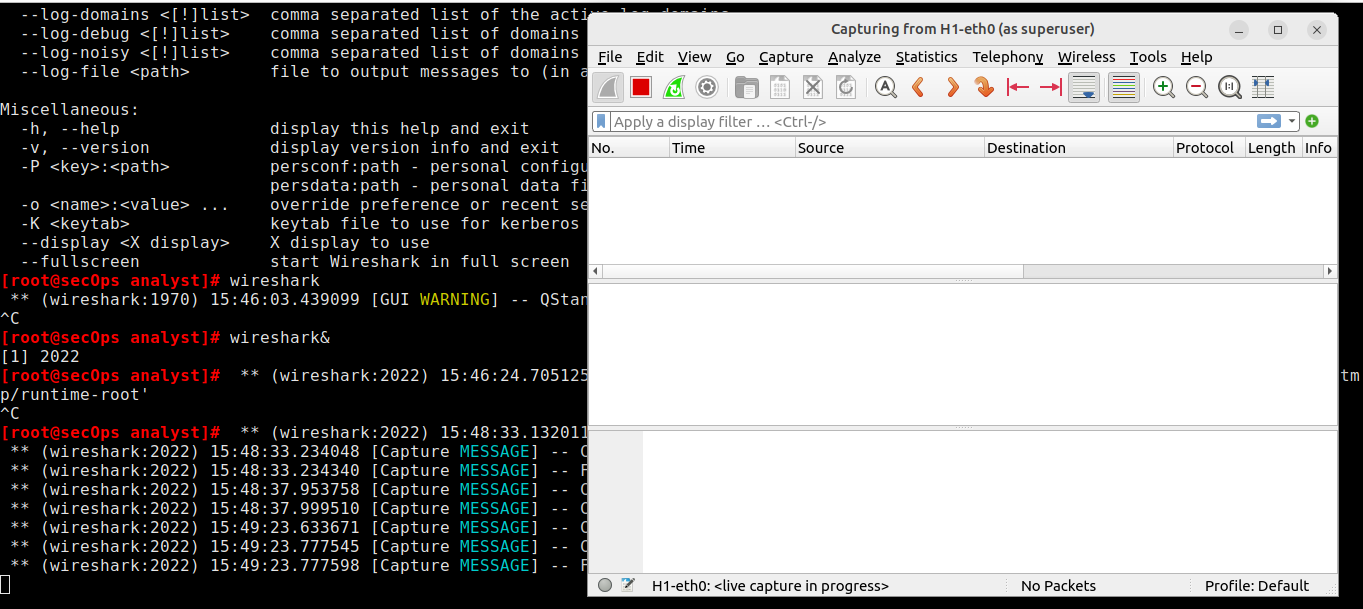 --log-domains <[!]list> comma separated list of the active log domains
--log-debug <[!]list> comma separated list of domains
--log-noisy <[!]list> comma separated list of domains
--log-file <path> file to output messages to (in a
Miscellaneous:
-h, --help display this help and exit
-v, --version display version info and exit
-P <key>:<path> persconf:path - personal configu
persdata:path - personal data fi
-o <name>:<value> ... override preference or recent se
-K <keytab> keytab file to use for kerberos
--display <X display> X display to use
--fullscreen start Wireshark in full screen
[root@secOps analyst]# wireshark
** (wireshark:1970) 15:46:03.439099 [GUI WARNING] -- QStan
^C
[root@secOps analyst]# wireshark&
[1] 2022
[root@secOps analyst]# ** (wireshark:2022) 15:46:24.705125
tm
p/runtime-root'
^C
[root@secOps analyst]# ** (wireshark:2022) 15:48:33.132011
** (wireshark:2022) 15:48:33.234048 [Capture MESSAGE] -- C
** (wireshark:2022) 15:48:33.234340 [Capture MESSAGE] -- F
** (wireshark:2022) 15:48:37.953758 [Capture MESSAGE] -- C
** (wireshark:2022) 15:48:37.999510 [Capture MESSAGE] -- C
** (wireshark:2022) 15:49:23.633671 [Capture MESSAGE] -- C
** (wireshark:2022) 15:49:23.777545 [Capture MESSAGE] -- C
** (wireshark:2022) 15:49:23.777598 [Capture MESSAGE] -- F
Capturing from H1-eth0 (as superuser)
File Edit View Go Capture Analyze Statistics Telephony Wireless Tools Help
Apply a display filter … <Ctrl-/>
No. Time Source Destination Protocol Length Info
H1-eth0: <live capture in progress> No Packets Profile: Default